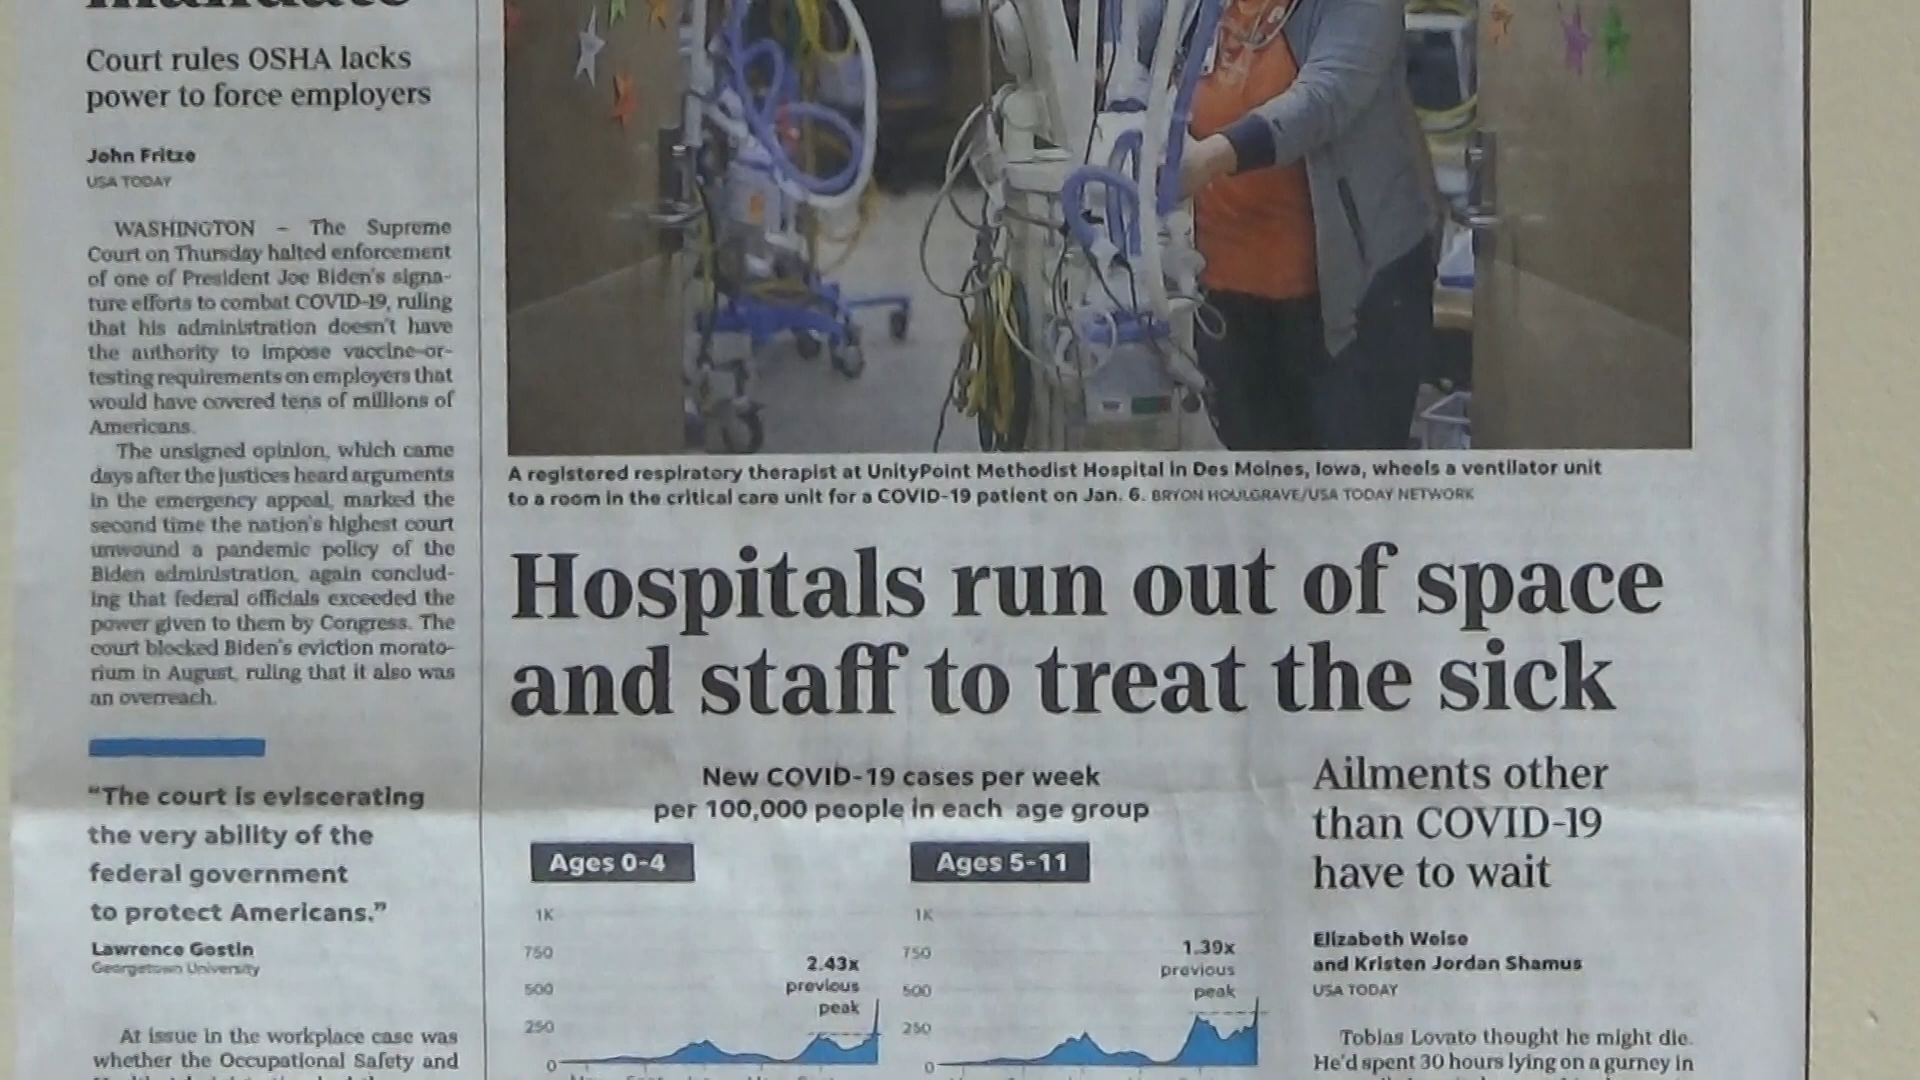 Court rules OSHA lacks
power to force employers
John Fritze
USA TODAY
WASHINGTON – The Supreme
Court on Thursday halted enforcement
of one of President Joe Biden's signa-
ture efforts to combat COVID-19, ruling
that his administration doesn't have
the authority to impose vaccine-or-
testing requirements on employers that
would have covered tens of millions of
Americans.
The unsigned opinion, which came
days after the justices heard arguments
in the emergency appeal, marked the
second time the nation's highest court
unwound a pandemic policy of the
Biden administration, again conclud-
ing that federal officials exceeded the
power given to them by Congress. The
court blocked Biden's eviction morato-
rium in August, ruling that it also was
an overreach.
“The court is eviscerating
the very ability of the
federal government
to protect Americans.”
Lawrence Gostin
Georgetown University
At issue in the workplace case was
whether the Occupational Safety and
A registered respiratory therapist at UnityPoint Methodist Hospital in Des Moines, Iowa, wheels a ventilator unit
to a room in the critical care unit for a COVID-19 patient on Jan. 6. BRYON HOULGRAVE/USA TODAY NETWORK
Hospitals run out of space
and staff to treat the sick
New COVID-19 cases per week
per 100,000 people in each age group
Ages 0-4
1K
750
500
250
0
2.43x
previous
peak
Ages 5-11
1K
750
500
250
0
1.39x
previous
peak
Ailments other
than COVID-19
have to wait
Elizabeth Weise
and Kristen Jordan Shamus
USA TODAY
Tobias Lovato thought he might die.
He'd spent 30 hours lying on a gurney in